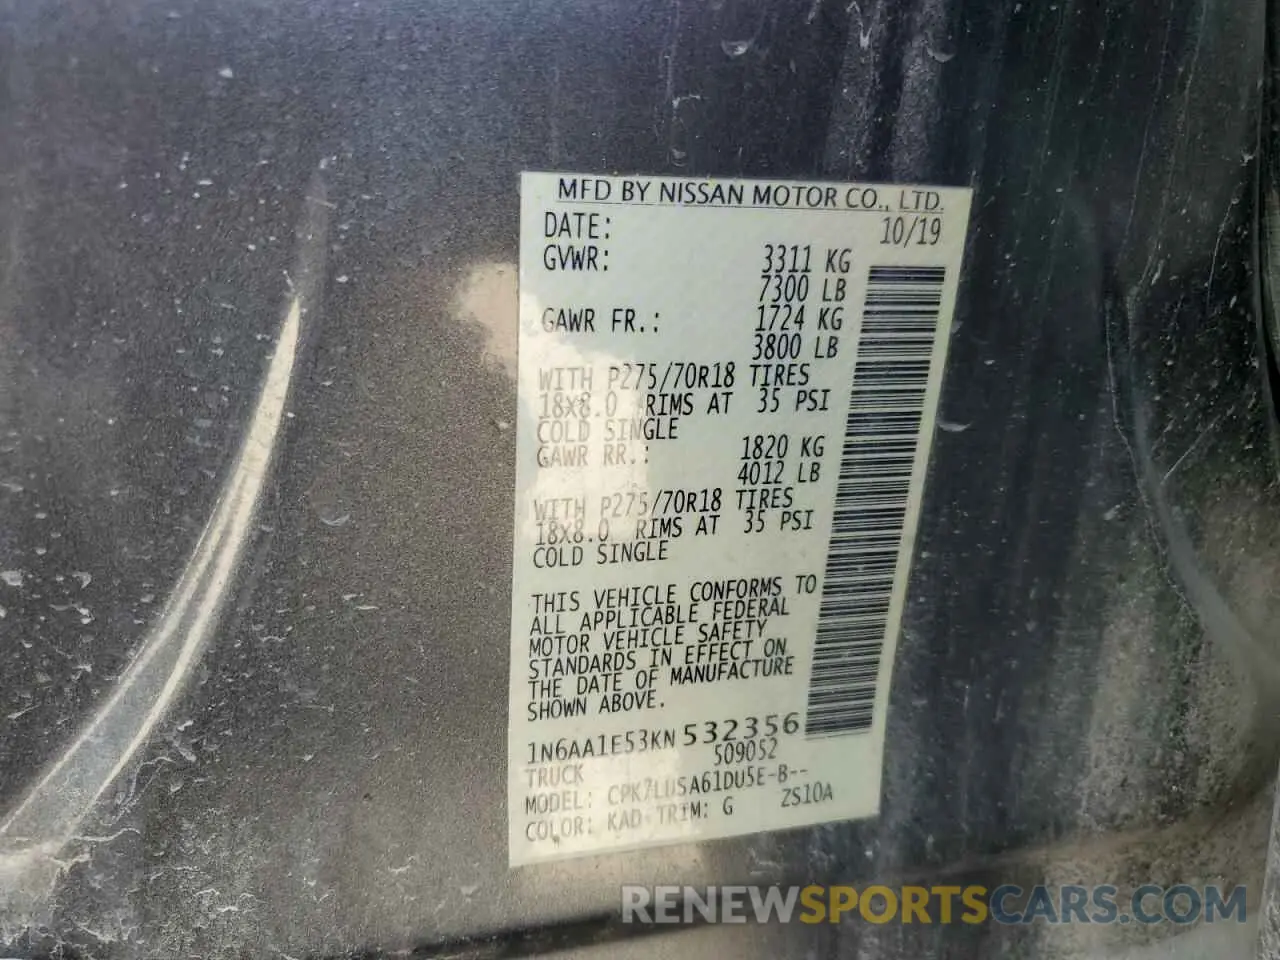 MFD BY NISSAN MOTOR CO., LTD.
DATE: 10/19
GVWR: 3311 KG
7300 LB
GAWR FR.: 1724 KG
3800 LB
WITH P275/70R18 TIRES
18X8.0 RIMS AT 35 PSI
COLD SINGLE
GAWR RR.: 1820 KG
4012 LB
WITH P275/70R18 TIRES
18X8.0 RIMS AT 35 PSI
COLD SINGLE
THIS VEHICLE CONFORMS TO
ALL APPLICABLE FEDERAL
MOTOR VEHICLE SAFETY
STANDARDS IN EFFECT ON
THE DATE OF MANUFACTURE
SHOWN ABOVE.
1N6AA1E53KN532356
TRUCK 509052
MODEL: CPK7LUSA61DU5E-B--
COLOR: KAD TRIM: G ZS10A
RENEWSPORTSCARS.COM